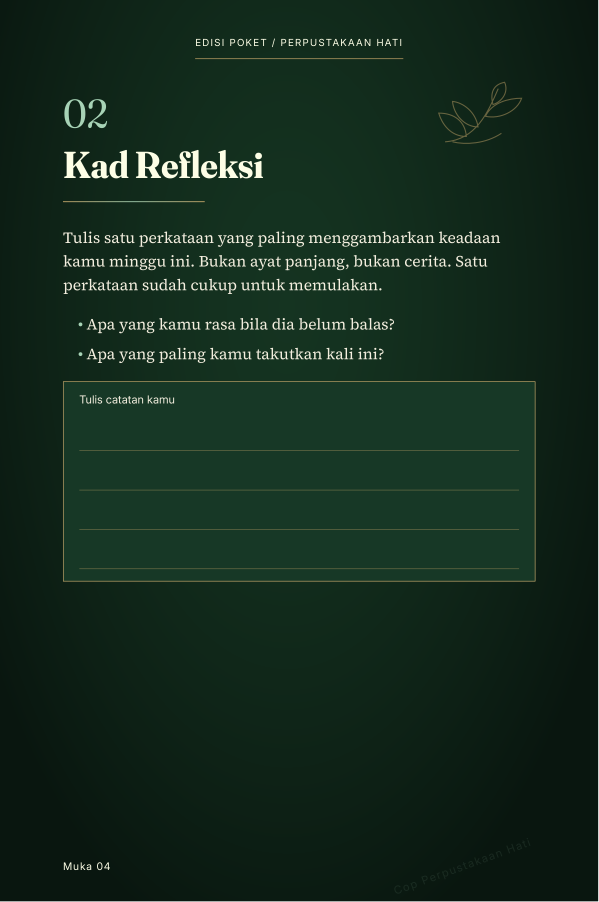 EDISI POKET / PERPUSTAKAAN HATI
02
Kad Refleksi
Tulis satu perkataan yang paling menggambarkan keadaan
kamu minggu ini. Bukan ayat panjang, bukan cerita. Satu
perkataan sudah cukup untuk memulakan.
• Apa yang kamu rasa bila dia belum balas?
• Apa yang paling kamu takutkan kali ini?
Tulis catatan kamu
Muka 04
Cop Perpustakaan Hati